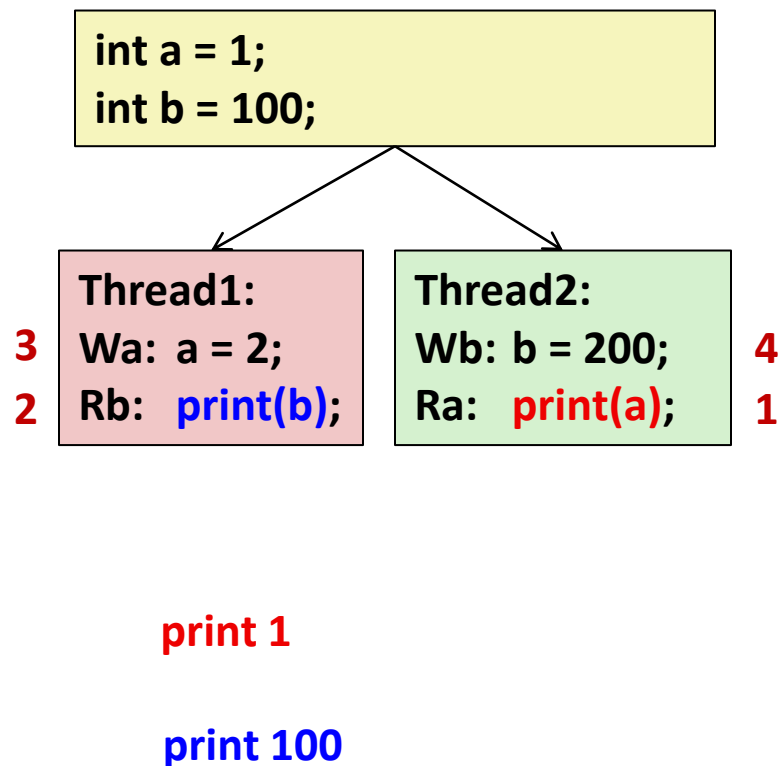 int a = 1;
int b = 100;
Thread1:
3 Wa: a = 2;
2 Rb: print(b);
Thread2:
Wb: b = 200; 4
Ra: print(a); 1
print 1
print 100